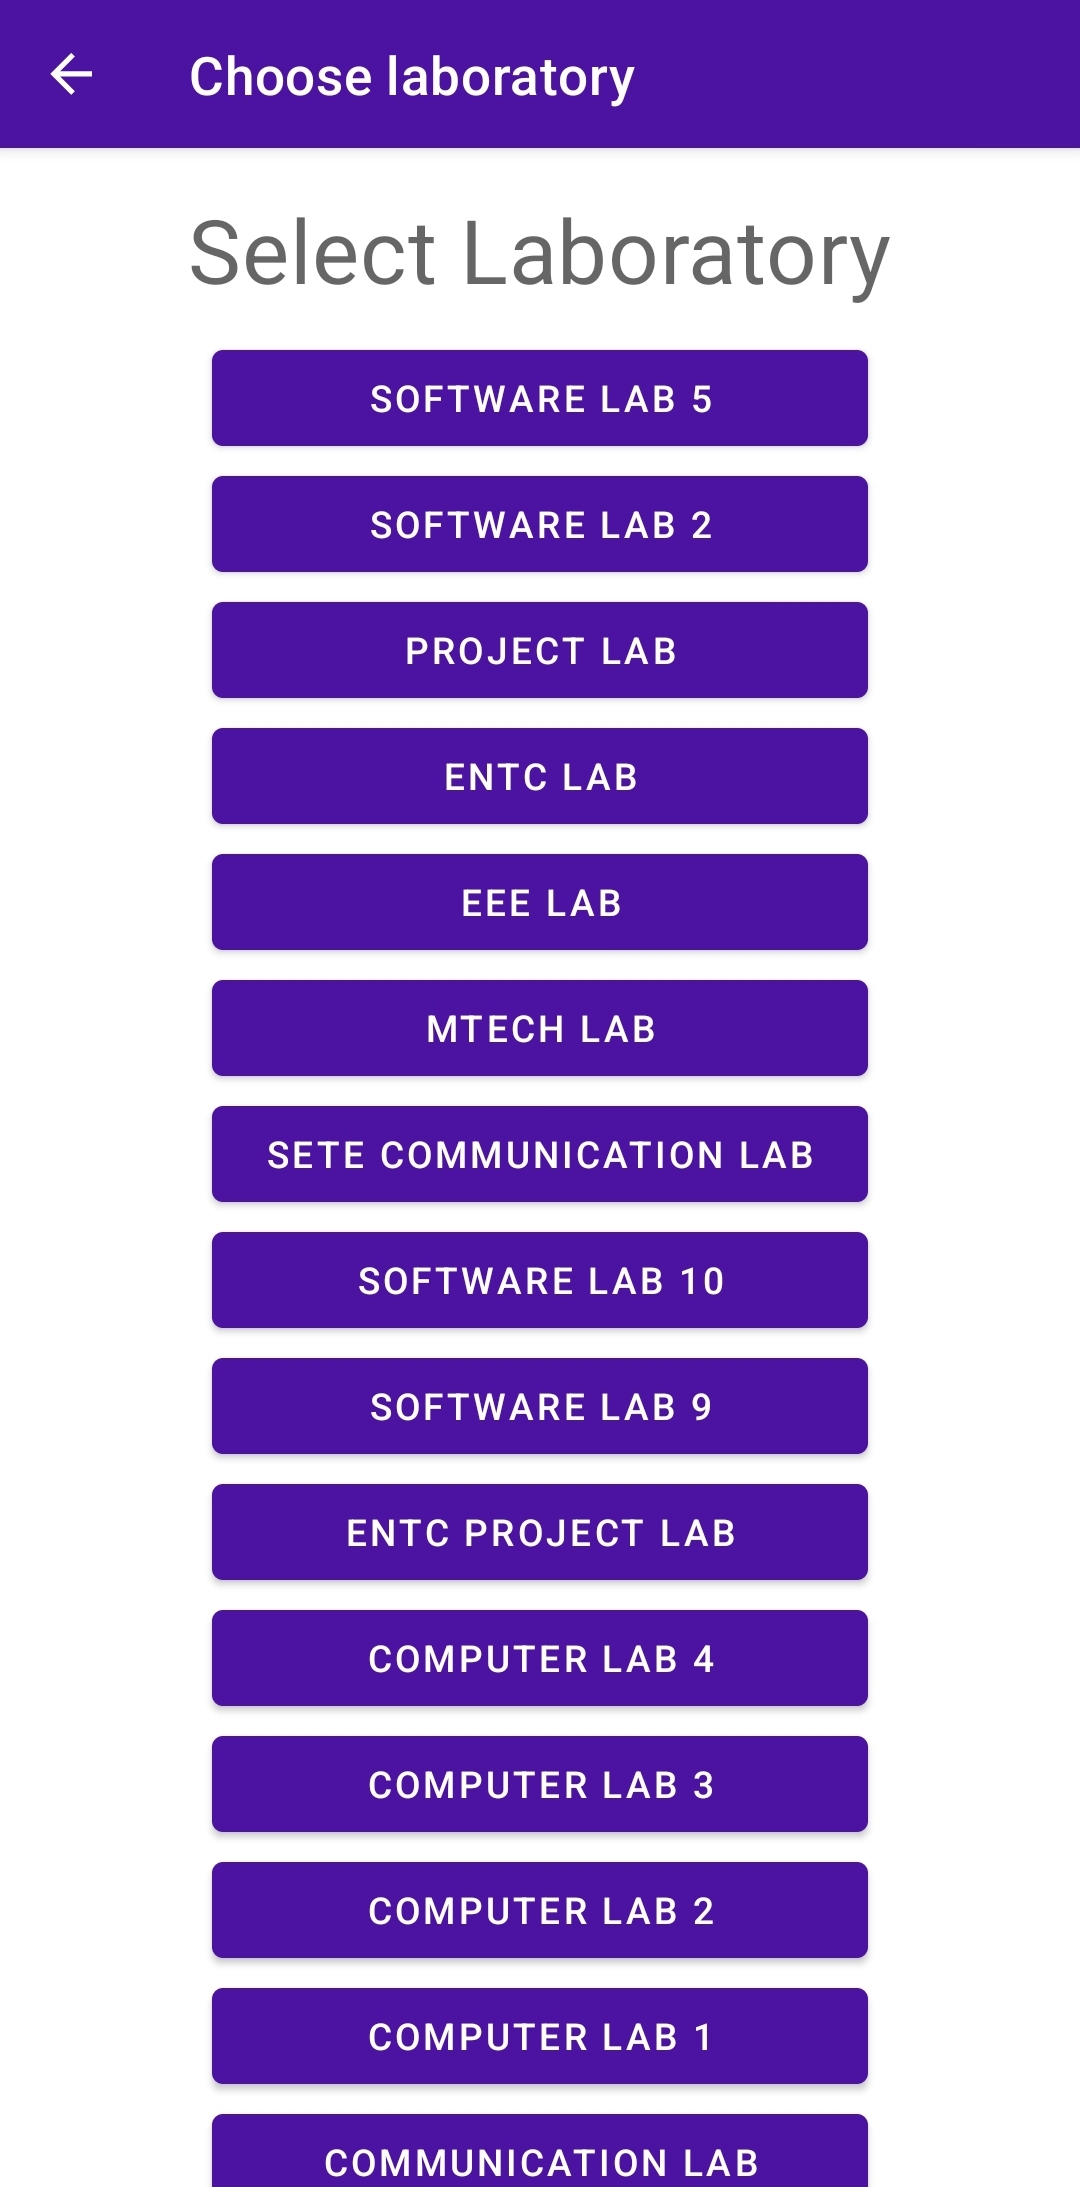 Choose laboratory
Select Laboratory
SOFTWARE LAB 5
SOFTWARE LAB 2
PROJECT LAB
ENTC LAB
EEE LAB
MTECH LAB
SETE COMMUNICATION LAB
SOFTWARE LAB 10
SOFTWARE LAB 9
ENTC PROJECT LAB
COMPUTER LAB 4
COMPUTER LAB 3
COMPUTER LAB 2
COMPUTER LAB 1
COMMUNICATION LAB